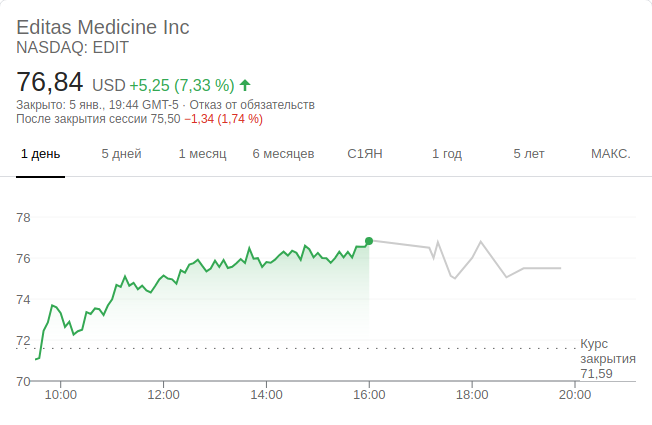 Editas Medicine Inc
NASDAQ: EDIT
76,84 USD +5,25 (7,33 %)
Закрыто: 5 янв., 19:44 GMT-5 · Отказ от обязательств
После закрытия сессии 75,50 −1,34 (1,74 %)
1 день 5 дней 1 месяц 6 месяцев С1ЯН 1 год 5 лет МАКС.
78
76
74
72
70
Курс
закрытия
71,59
10:00 12:00 14:00 16:00 18:00 20:00